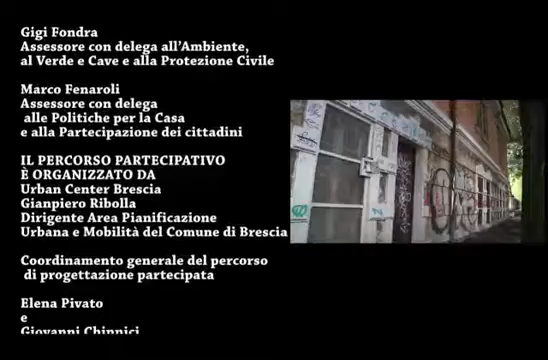 Gigi Fondra
Assessore con delega all'Ambiente,
al Verde e Cave e alla Protezione Civile
Marco Fenaroli
Assessore con delega
alle Politiche per la Casa
e alla Partecipazione dei cittadini
IL PERCORSO PARTECIPATIVO
È ORGANIZZATO DA
Urban Center Brescia
Gianpiero Ribolla
Dirigente Area Pianificazione
Urbana e Mobilità del Comune di Brescia
Coordinamento generale del percorso
di progettazione partecipata
Elena Pivato
e
Giovanni Chinnici